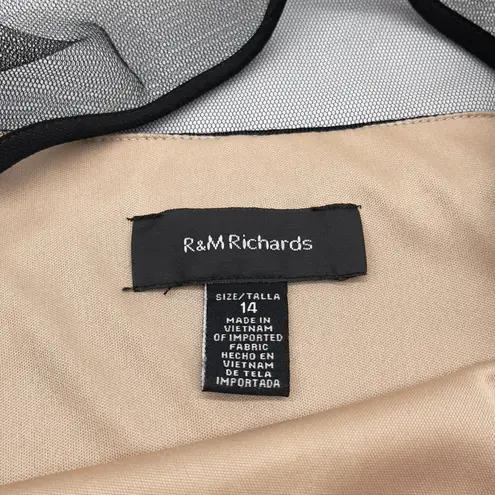 R&M Richards
SIZE/TALLA
14
MADE IN
VIETNAM
OF IMPORTED
FABRIC
HECHO EN
VIETNAM
DE TELA
IMPORTADA